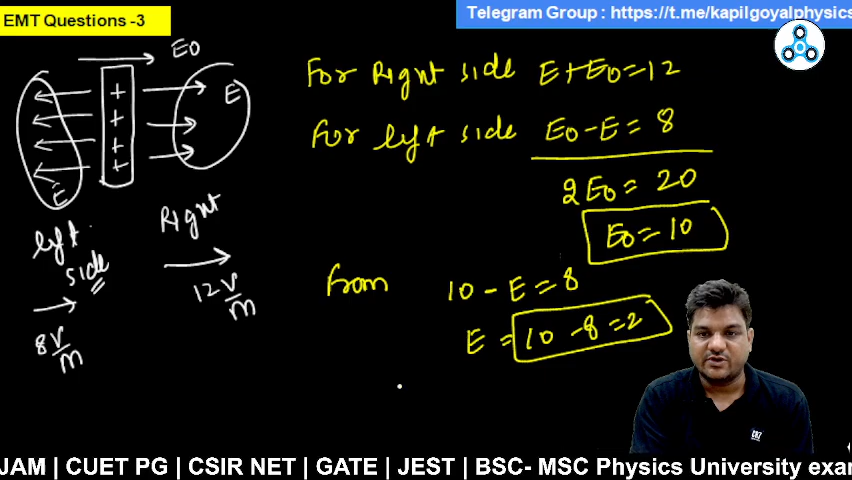 EMT Questions -3
Telegram Group : https://t.me/kapilgoyalphysics
E0
+
+
+
+
E
E
left
side
8 V/m
Right
12 V/m
For Right side E+E0=12
For left side E0-E=8
2E0=20
E0=10
From 10-E=8
E=10-8=2
JAM | CUET PG | CSIR NET | GATE | JEST | BSC- MSC Physics University exa